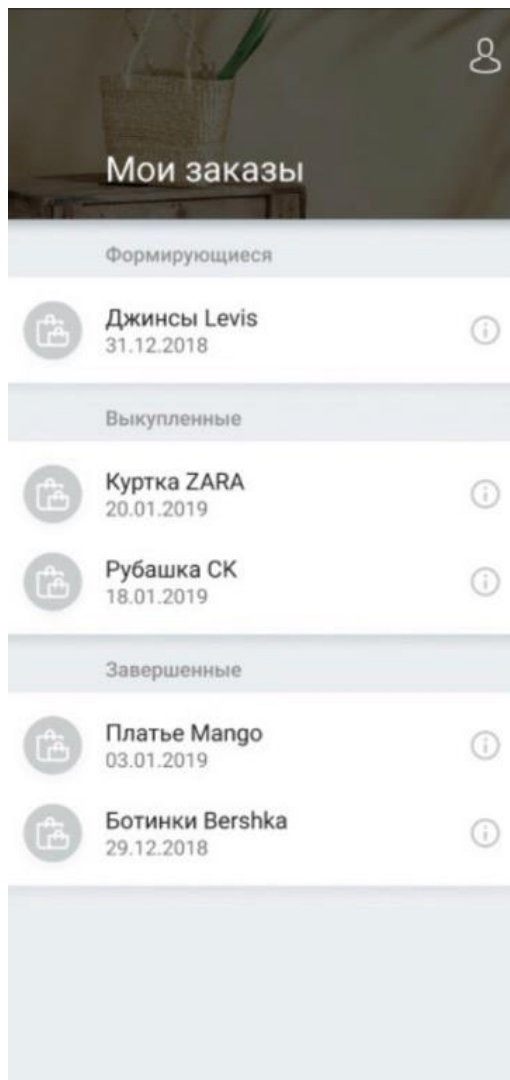 Мои заказы
Формирующиеся
Джинсы Levis
31.12.2018
Выкупленные
Куртка ZARA
20.01.2019
Рубашка CK
18.01.2019
Завершенные
Платье Mango
03.01.2019
Ботинки Bershka
29.12.2018